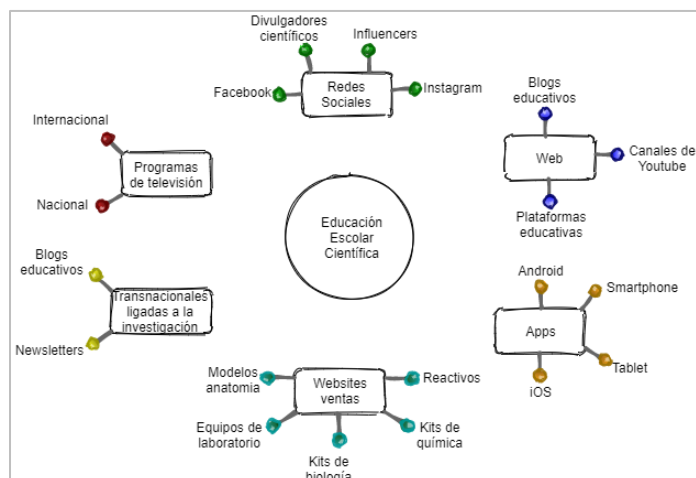 Divulgadores
científicos
Influencers
Facebook
Redes
Sociales
Instagram
Blogs
educativos
Web
Canales de
Youtube
Plataformas
educativas
Internacional
Programas
de televisión
Nacional
Educación
Escolar
Científica
Blogs
educativos
Transnacionales
ligadas a la
investigación
Newsletters
Android
Smartphone
Apps
Tablet
iOS
Modelos
anatomia
Websites
ventas
Reactivos
Equipos de
laboratorio
Kits de
química
Kits de
biología